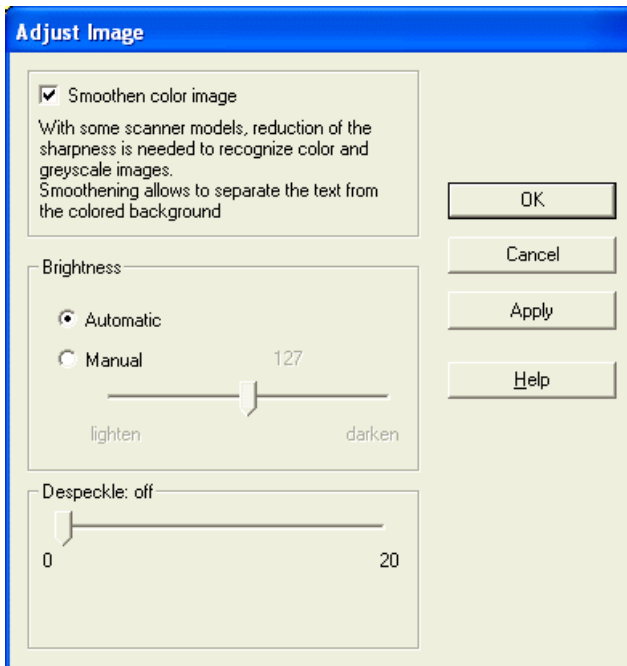 Adjust Image
Smoothen color image
With some scanner models, reduction of the
sharpness is needed to recognize color and
greyscale images.
Smoothening allows to separate the text from
the colored background
OK
Cancel
Apply
Help
Brightness
Automatic
Manual
127
lighten
darken
Despeckle: off
0
20